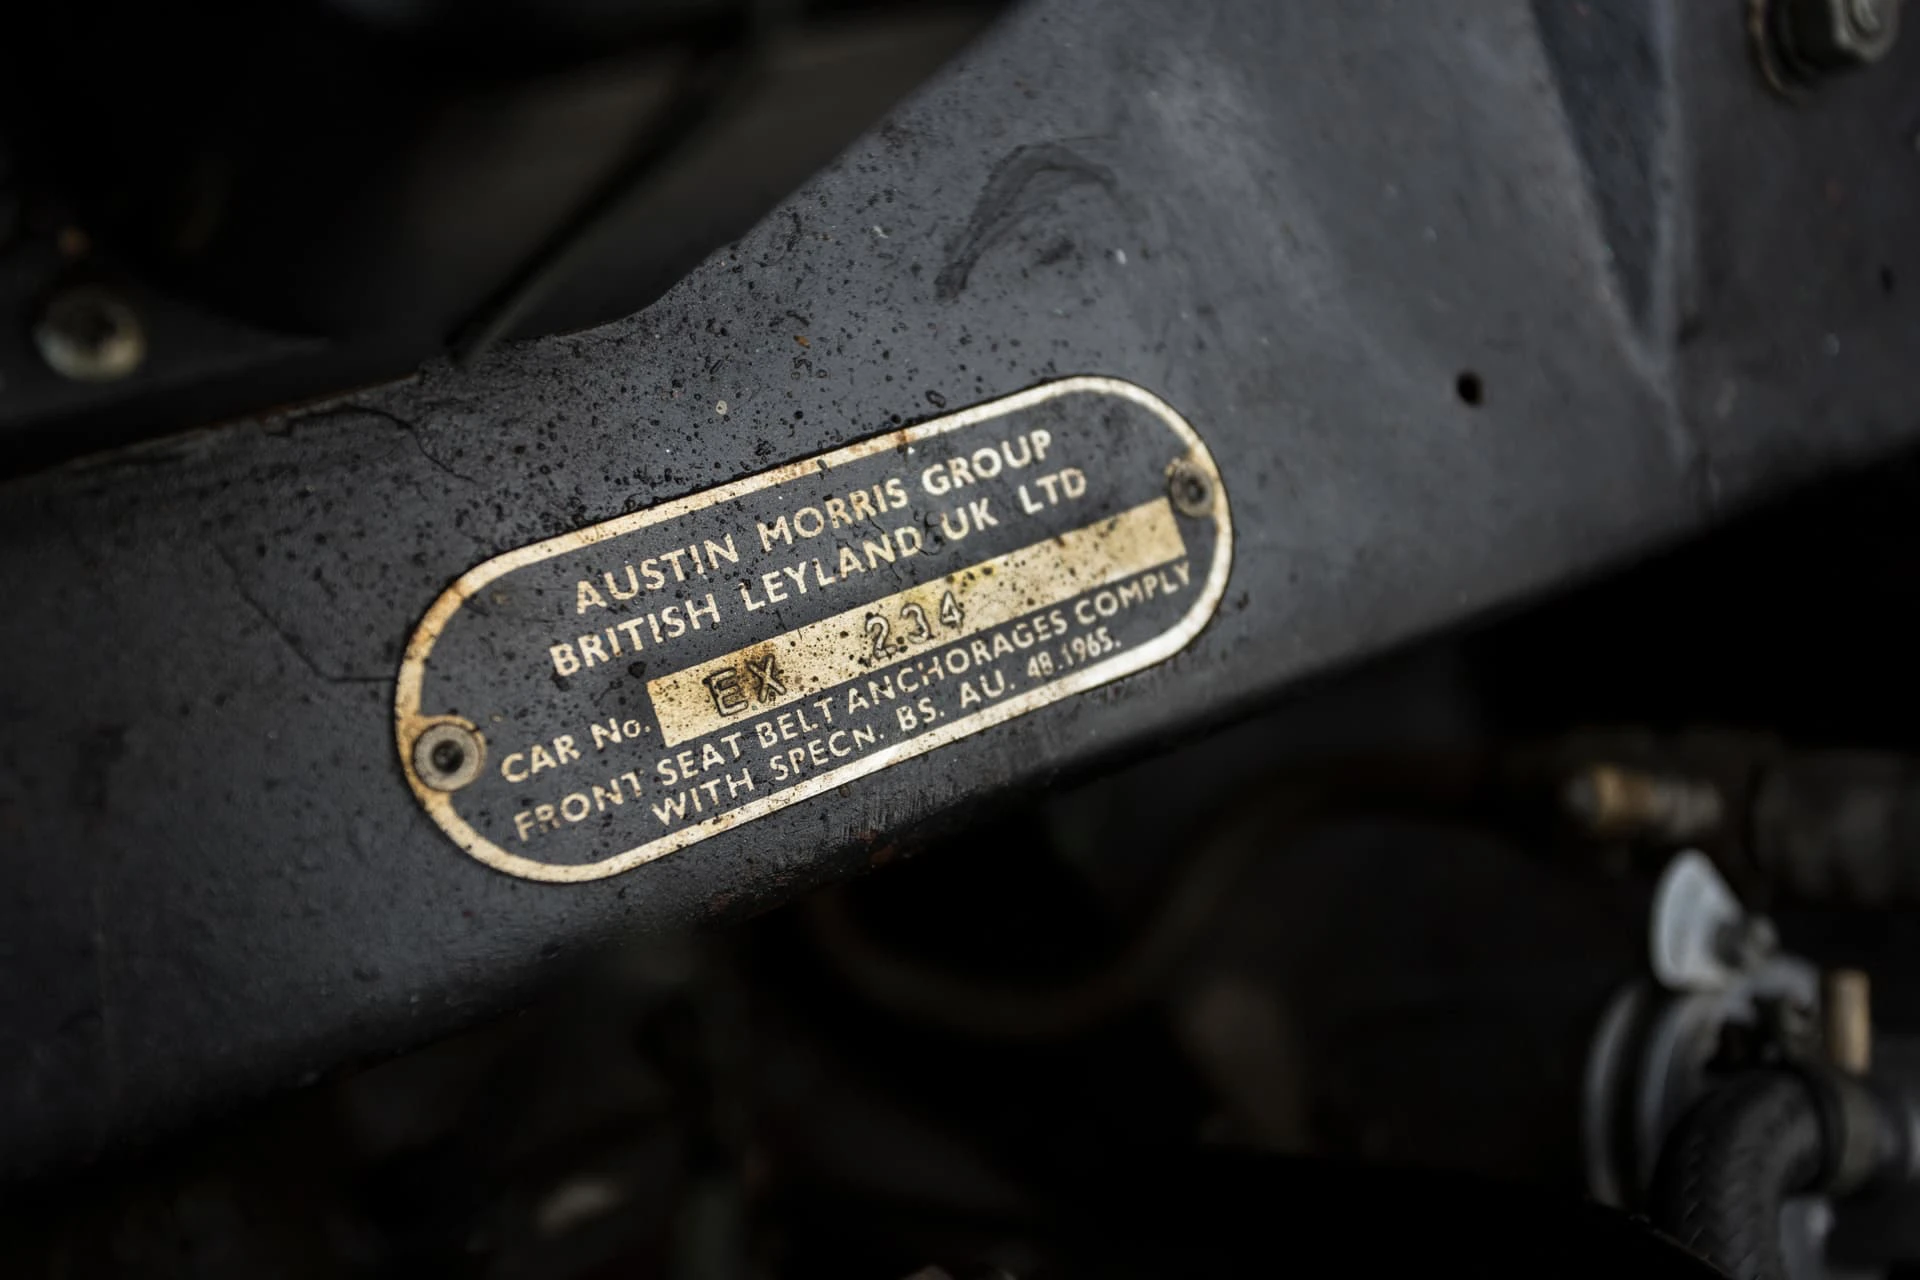 AUSTIN MORRIS GROUP
BRITISH LEYLAND UK LTD
CAR No. EX 234
FRONT SEAT BELT ANCHORAGES COMPLY
WITH SPECN. BS. AU. 48.1965.